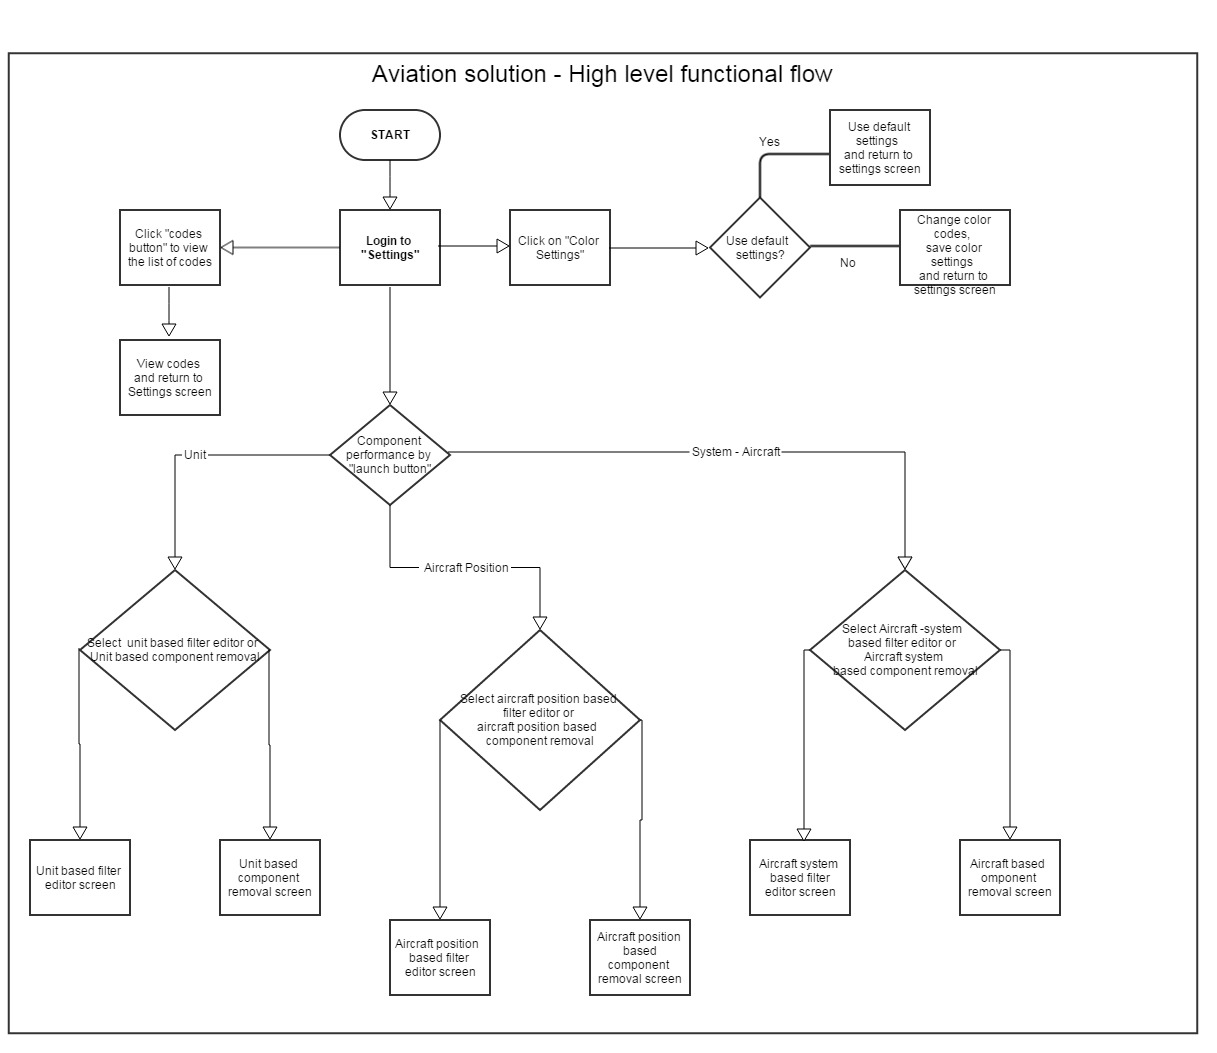 Aviation solution - High level functional flow
START
Yes
Use default
settings
and return to
settings screen
Click "codes
button" to view
the list of codes
Login to
"Settings"
Click on "Color
Settings"
Use default
settings?
No
Change color
codes,
save color
settings
and return to
settings screen
View codes
and return to
Settings screen
Component
performance by
"launch button"
Unit
System - Aircraft
Aircraft Position
Select unit based filter editor or
Unit based component removal
Select aircraft position based
filter editor or
aircraft position based
component removal
Select Aircraft -system
based filter editor or
Aircraft system
based component removal
Unit based filter
editor screen
Unit based
component
removal screen
Aircraft position
based filter
editor screen
Aircraft position
based
component
removal screen
Aircraft system
based filter
editor screen
Aircraft based
omponent
removal screen